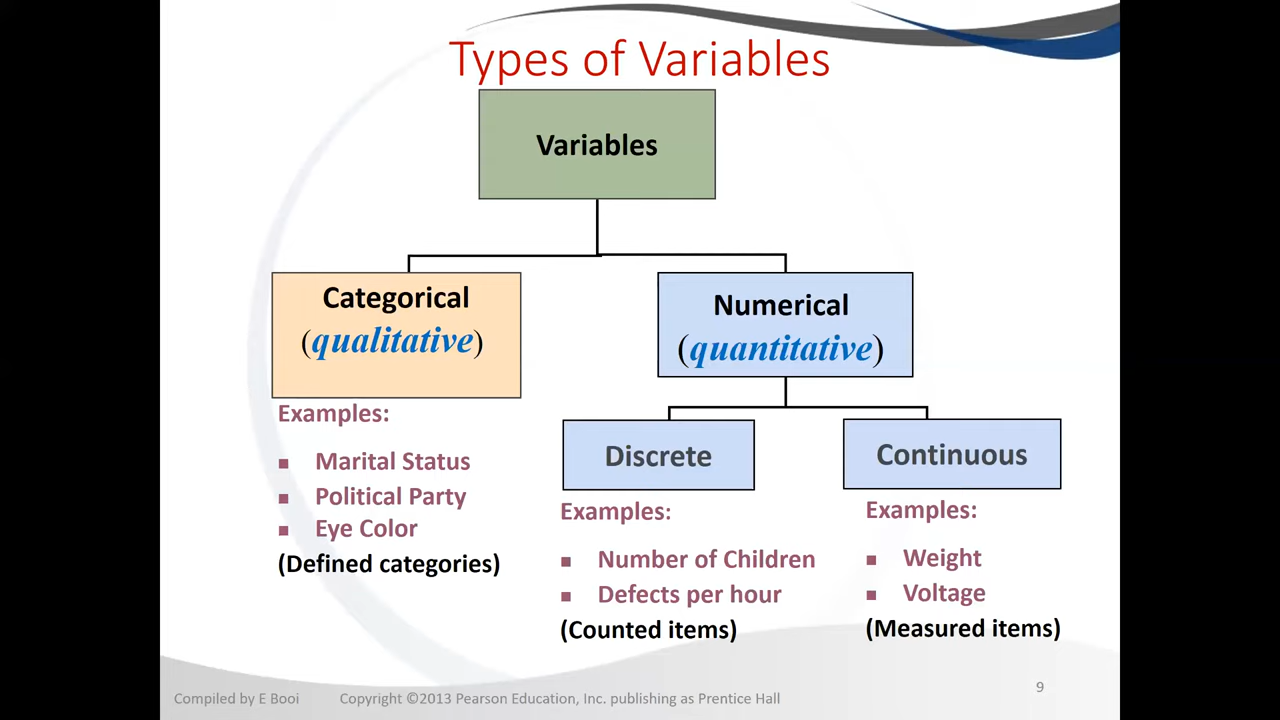 Types of Variables
Variables
Categorical
(qualitative)
Examples:
Marital Status
Political Party
Eye Color
(Defined categories)
Numerical
(quantitative)
Discrete
Examples:
Number of Children
Defects per hour
(Counted items)
Continuous
Examples:
Weight
Voltage
(Measured items)
Compiled by E Booi
Copyright ©2013 Pearson Education, Inc. publishing as Prentice Hall
9